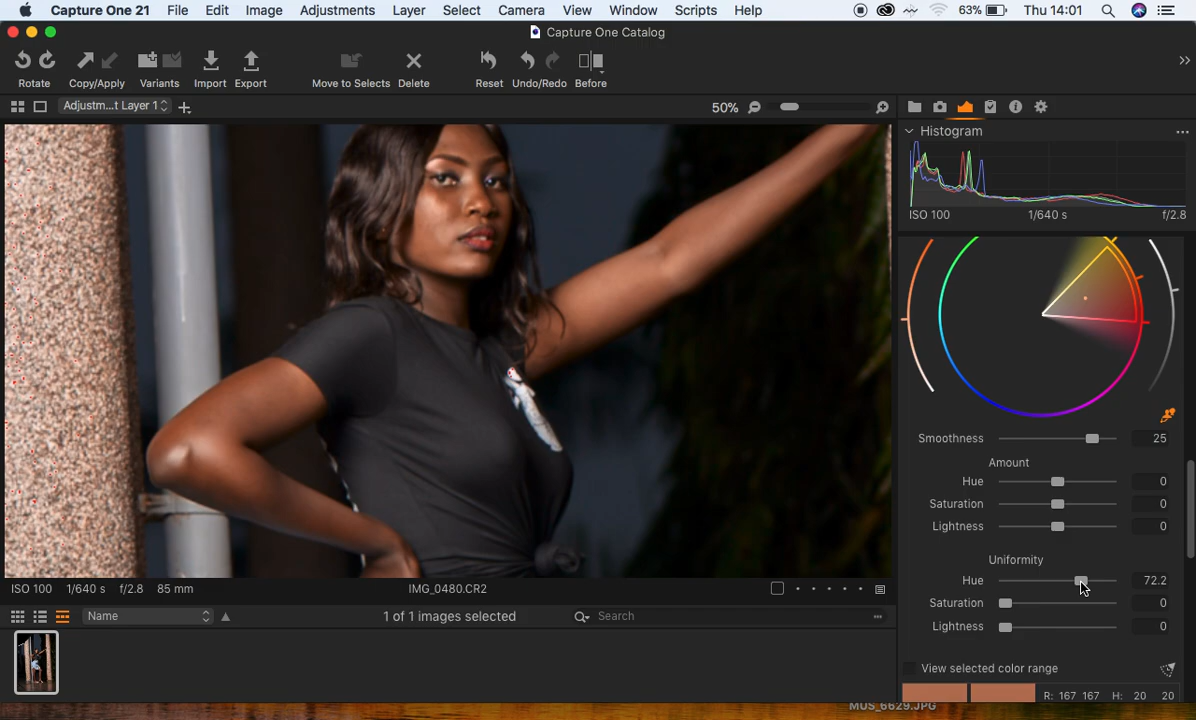 Capture One 21 File Edit Image Adjustments Layer Select Camera View Window Scripts Help 63% Thu 14:01
Capture One Catalog
Rotate Copy/Apply Variants Import Export Move to Selects Delete Reset Undo/Redo Before
Adjustm...t Layer 1 50%
Histogram
ISO 100 1/640 s f/2.8
Smoothness 25
Amount
Hue 0
Saturation 0
Lightness 0
Uniformity
Hue 72.2
Saturation 0
Lightness 0
View selected color range
R: 167 167 H: 20 20
ISO 100 1/640 s f/2.8 85 mm IMG_0480.CR2
Name 1 of 1 images selected Search
MUS_6629.JPG